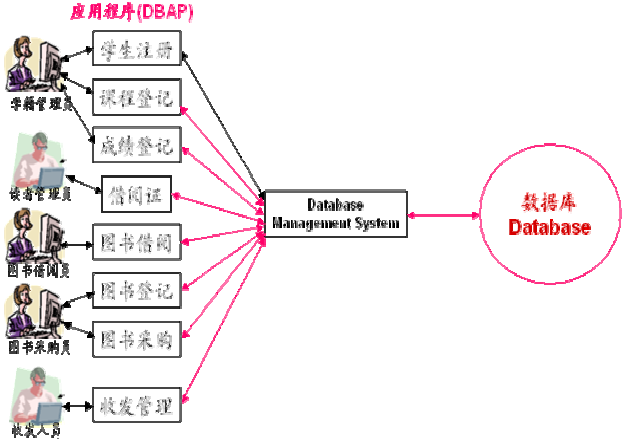 应用程序(DBAP)
学生注册
学籍管理员
课程登记
成绩登记
读者管理员
借阅证
图书借阅
图书借阅员
图书登记
图书采购
图书采购员
收发管理
收发人员
Database
Management System
数据库
Database